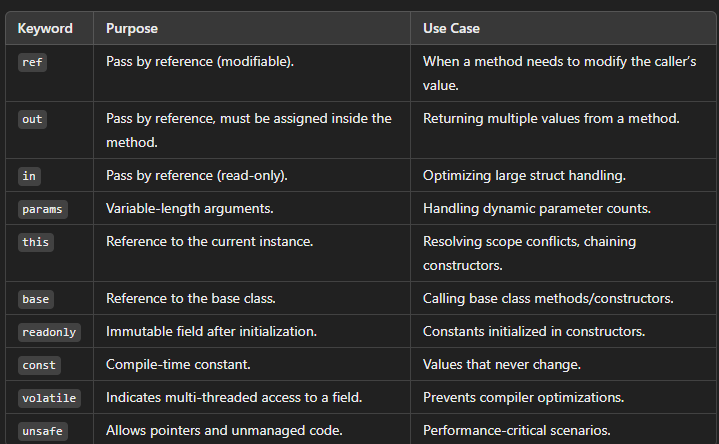 Keyword Purpose Use Case
ref Pass by reference (modifiable). When a method needs to modify the caller’s
value.
out Pass by reference, must be assigned inside the Returning multiple values from a method.
method.
in Pass by reference (read-only). Optimizing large struct handling.
params Variable-length arguments. Handling dynamic parameter counts.
this Reference to the current instance. Resolving scope conflicts, chaining
constructors.
base Reference to the base class. Calling base class methods/constructors.
readonly Immutable field after initialization. Constants initialized in constructors.
const Compile-time constant. Values that never change.
volatile Indicates multi-threaded access to a field. Prevents compiler optimizations.
unsafe Allows pointers and unmanaged code. Performance-critical scenarios.